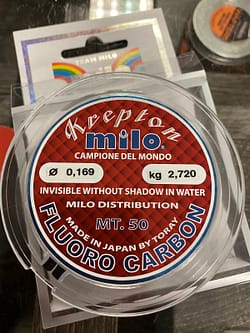 TEAM MILO
Krepton
milo
CAMPIONE DEL MONDO
Ø 0,169
kg 2,720
INVISIBLE WITHOUT SHADOW IN WATER
MILO DISTRIBUTION
MT. 50
MADE IN JAPAN BY TORAY
FLUORO CARBON